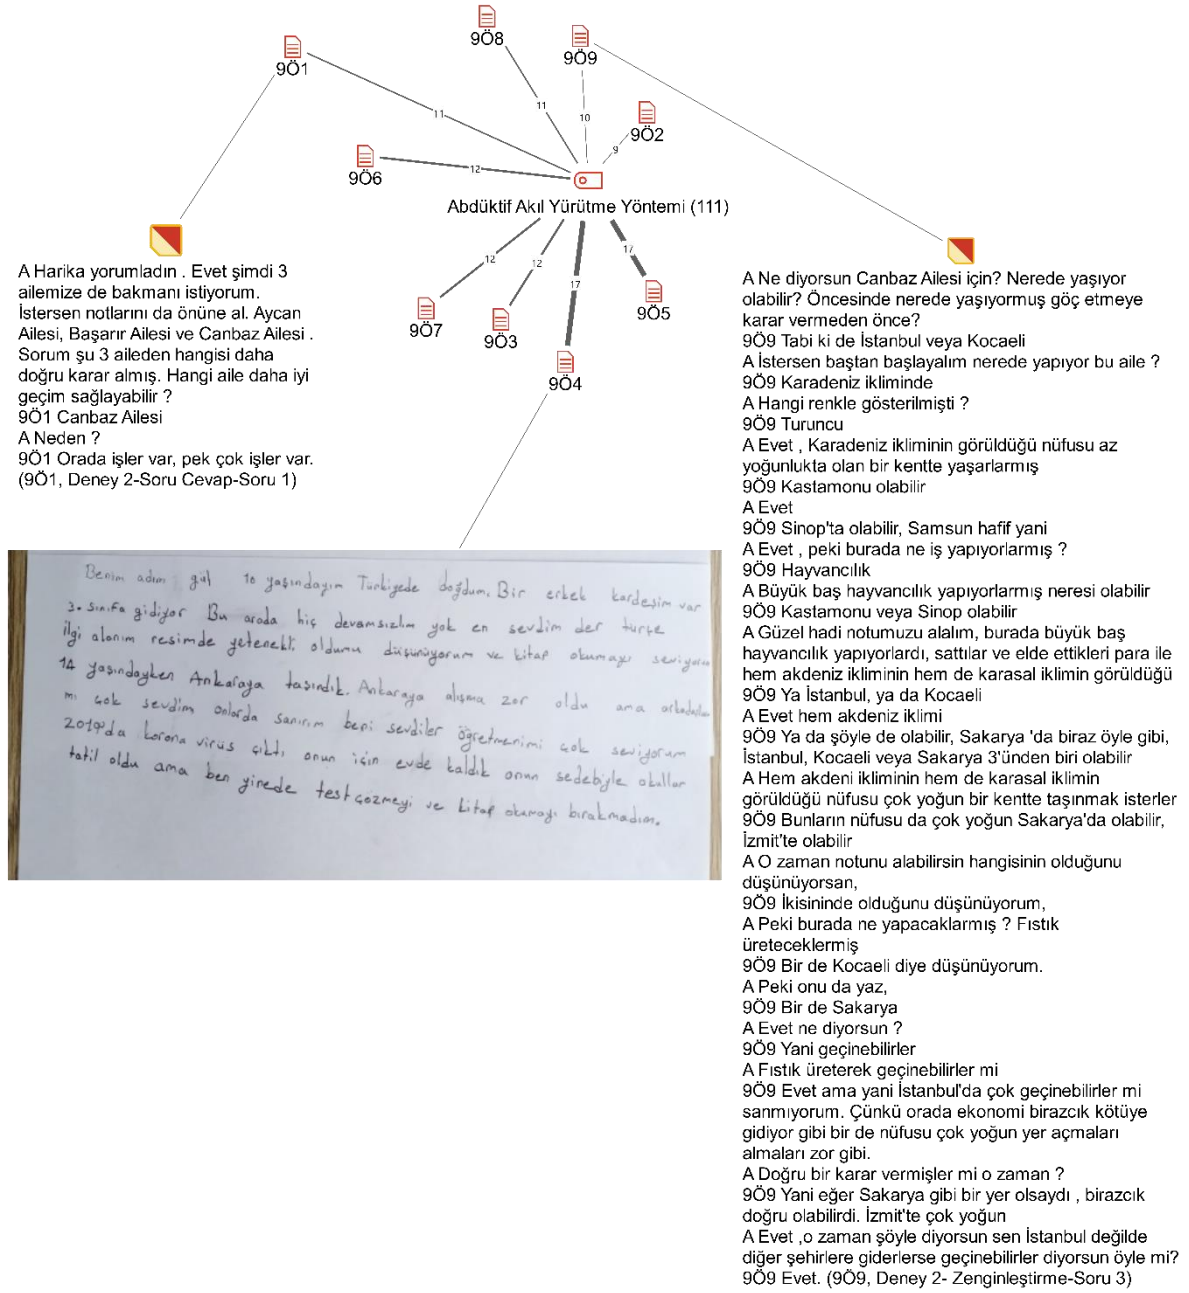 9Ö8
9Ö9
9Ö1
11
11
10
9Ö2
9
9Ö6
12
Abdüktif Akıl Yürütme Yöntemi (111)
12
12
17
17
9Ö7
9Ö3
9Ö5
9Ö4
A Harika yorumladın . Evet şimdi 3
ailemize de bakmanı istiyorum.
İstersen notlarını da önüne al. Aycan
Ailesi, Başarır Ailesi ve Canbaz Ailesi .
Sorum şu 3 aileden hangisi daha
doğru karar almış. Hangi aile daha iyi
geçim sağlayabilir ?
9Ö1 Canbaz Ailesi
A Neden ?
9Ö1 Orada işler var, pek çok işler var.
(9Ö1, Deney 2-Soru Cevap-Soru 1)
Benim adım gül 10 yaşındayım Türkiyede doğdum. Bir erkek kardeşim var
3. sınıfa gidiyor Bu arada hiç devamsızlım yok en sevdim ders türçe
ilgi alanım resimde yetenekli oldumu düşünüyorum ve kitap okumayı seviyorum
yaşındayken Ankaraya taşındık. Ankaraya alışma zor oldu ama
mı çok sevdim onlarda sanırım beni sevdiler öğretmenimi çok seviyorum
da korona virüs çıktı onun için evde kaldık onun sedebiyle okullar
tatil oldu ama ben yinede test çözmeyi ve kitap okumayı bırakmadım.
A Ne diyorsun Canbaz Ailesi için? Nerede yaşıyor
olabilir? Öncesinde nerede yaşıyormuş göç etmeye
karar vermeden önce?
9Ö9 Tabi ki de İstanbul veya Kocaeli
A İstersen baştan başlayalım nerede yapıyor bu aile ?
9Ö9 Karadeniz ikliminde
A Hangi renkle gösterilmişti ?
9Ö9 Turuncu
A Evet , Karadeniz ikliminin görüldüğü nüfusu az
yoğunlukta olan bir kentte yaşarlarmış
9Ö9 Kastamonu olabilir
A Evet
9Ö9 Sinop'ta olabilir, Samsun hafif yani
A Evet , peki burada ne iş yapıyorlarmış ?
9Ö9 Hayvancılık
A Büyük baş hayvancılık yapıyorlarmış neresi olabilir
9Ö9 Kastamonu veya Sinop olabilir
A Güzel hadi notumuzu alalım, burada büyük baş
hayvancılık yapıyorlardı, sattılar ve elde ettikleri para ile
hem akdeniz ikliminin hem de karasal iklimin görüldüğü
9Ö9 Ya İstanbul, ya da Kocaeli
A Evet hem akdeniz iklimi
9Ö9 Ya da şöyle de olabilir, Sakarya 'da biraz öyle gibi,
İstanbul, Kocaeli veya Sakarya 3'ünden biri olabilir
A Hem akdeni ikliminin hem de karasal iklimin
görüldüğü nüfusu çok yoğun bir kentte taşınmak isterler
9Ö9 Bunların nüfusu da çok yoğun Sakarya'da olabilir,
İzmit'te olabilir
A O zaman notunu alabilirsin hangisinin olduğunu
düşünüyorsan,
9Ö9 İkisininde olduğunu düşünüyorum,
A Peki burada ne yapacaklarmış ? Fıstık
üreteceklermiş
9Ö9 Bir de Kocaeli diye düşünüyorum.
A Peki onu da yaz,
9Ö9 Bir de Sakarya
A Evet ne diyorsun ?
9Ö9 Yani geçinebilirler
A Fıstık üreterek geçinebilirler mi
9Ö9 Evet ama yani İstanbul'da çok geçinebilirler mi
sanmıyorum. Çünkü orada ekonomi birazcık kötüye
gidiyor gibi bir de nüfusu çok yoğun yer açmaları
almaları zor gibi.
A Doğru bir karar vermişler mi o zaman ?
9Ö9 Yani eğer Sakarya gibi bir yer olsaydı , birazcık
doğru olabilirdi. İzmit'te çok yoğun
A Evet ,o zaman şöyle diyorsun sen İstanbul değilde
diğer şehirlere giderlerse geçinebilirler diyorsun öyle mi?
9Ö9 Evet. (9Ö9, Deney 2- Zenginleştirme-Soru 3)